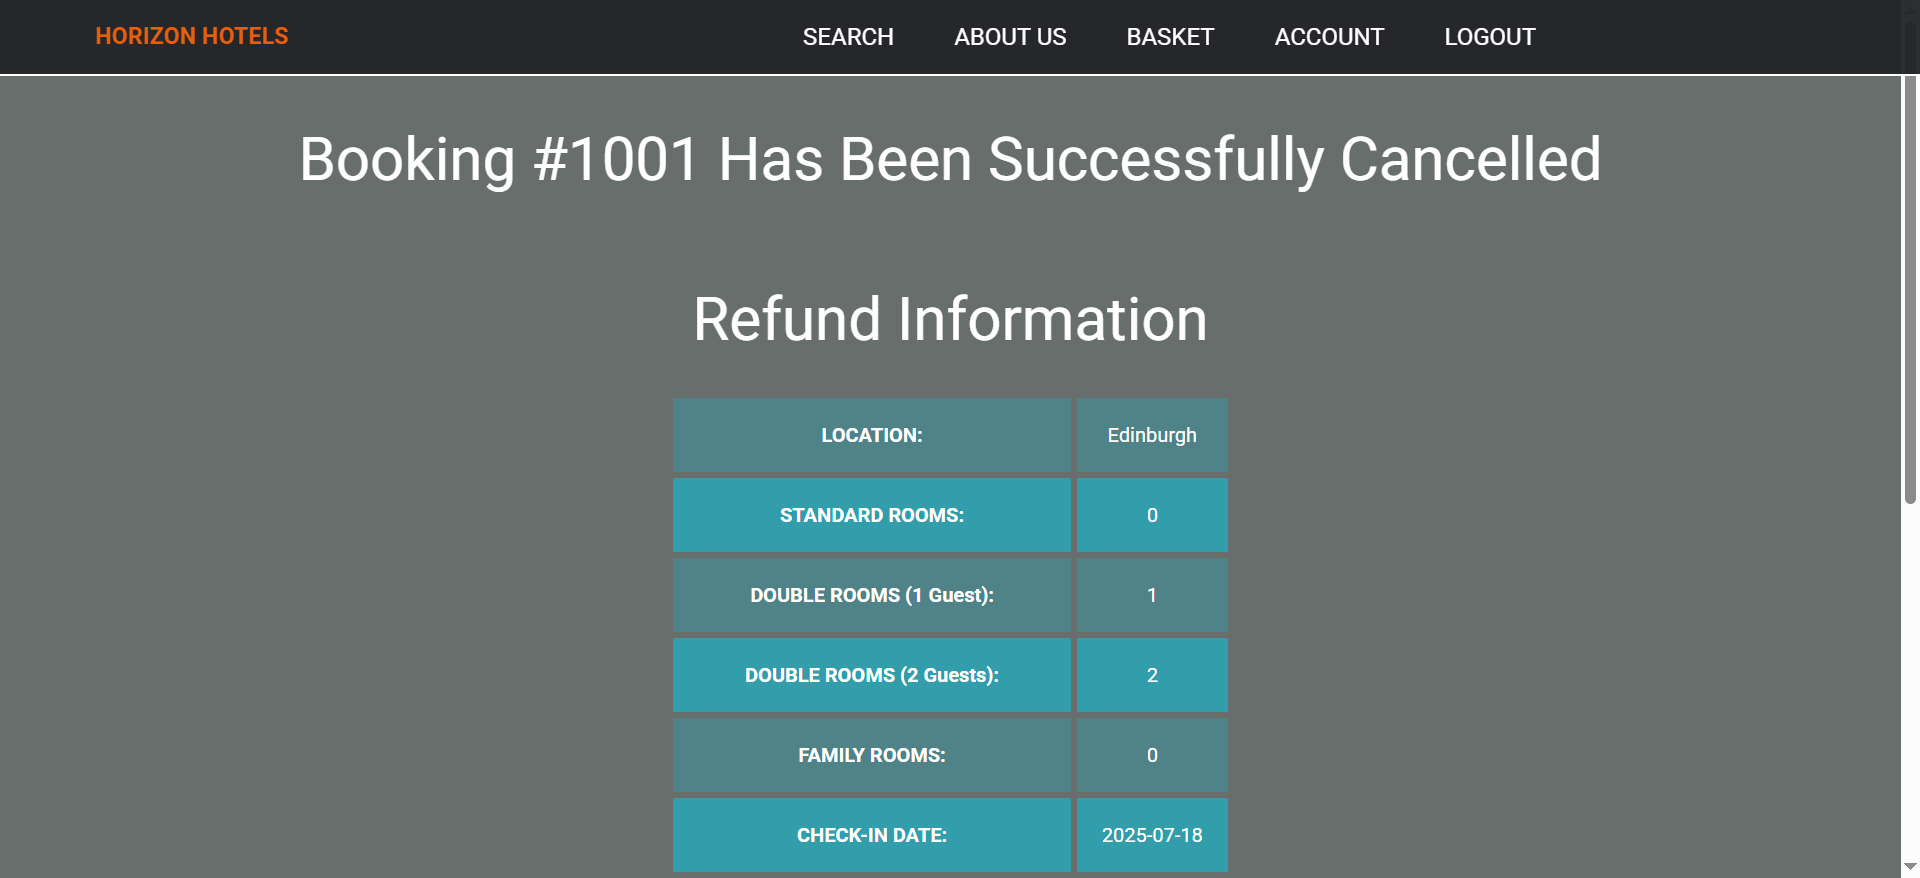 HORIZON HOTELS
SEARCH ABOUT US BASKET ACCOUNT LOGOUT
Booking #1001 Has Been Successfully Cancelled
Refund Information
LOCATION: Edinburgh
STANDARD ROOMS: 0
DOUBLE ROOMS (1 Guest): 1
DOUBLE ROOMS (2 Guests): 2
FAMILY ROOMS: 0
CHECK-IN DATE: 2025-07-18